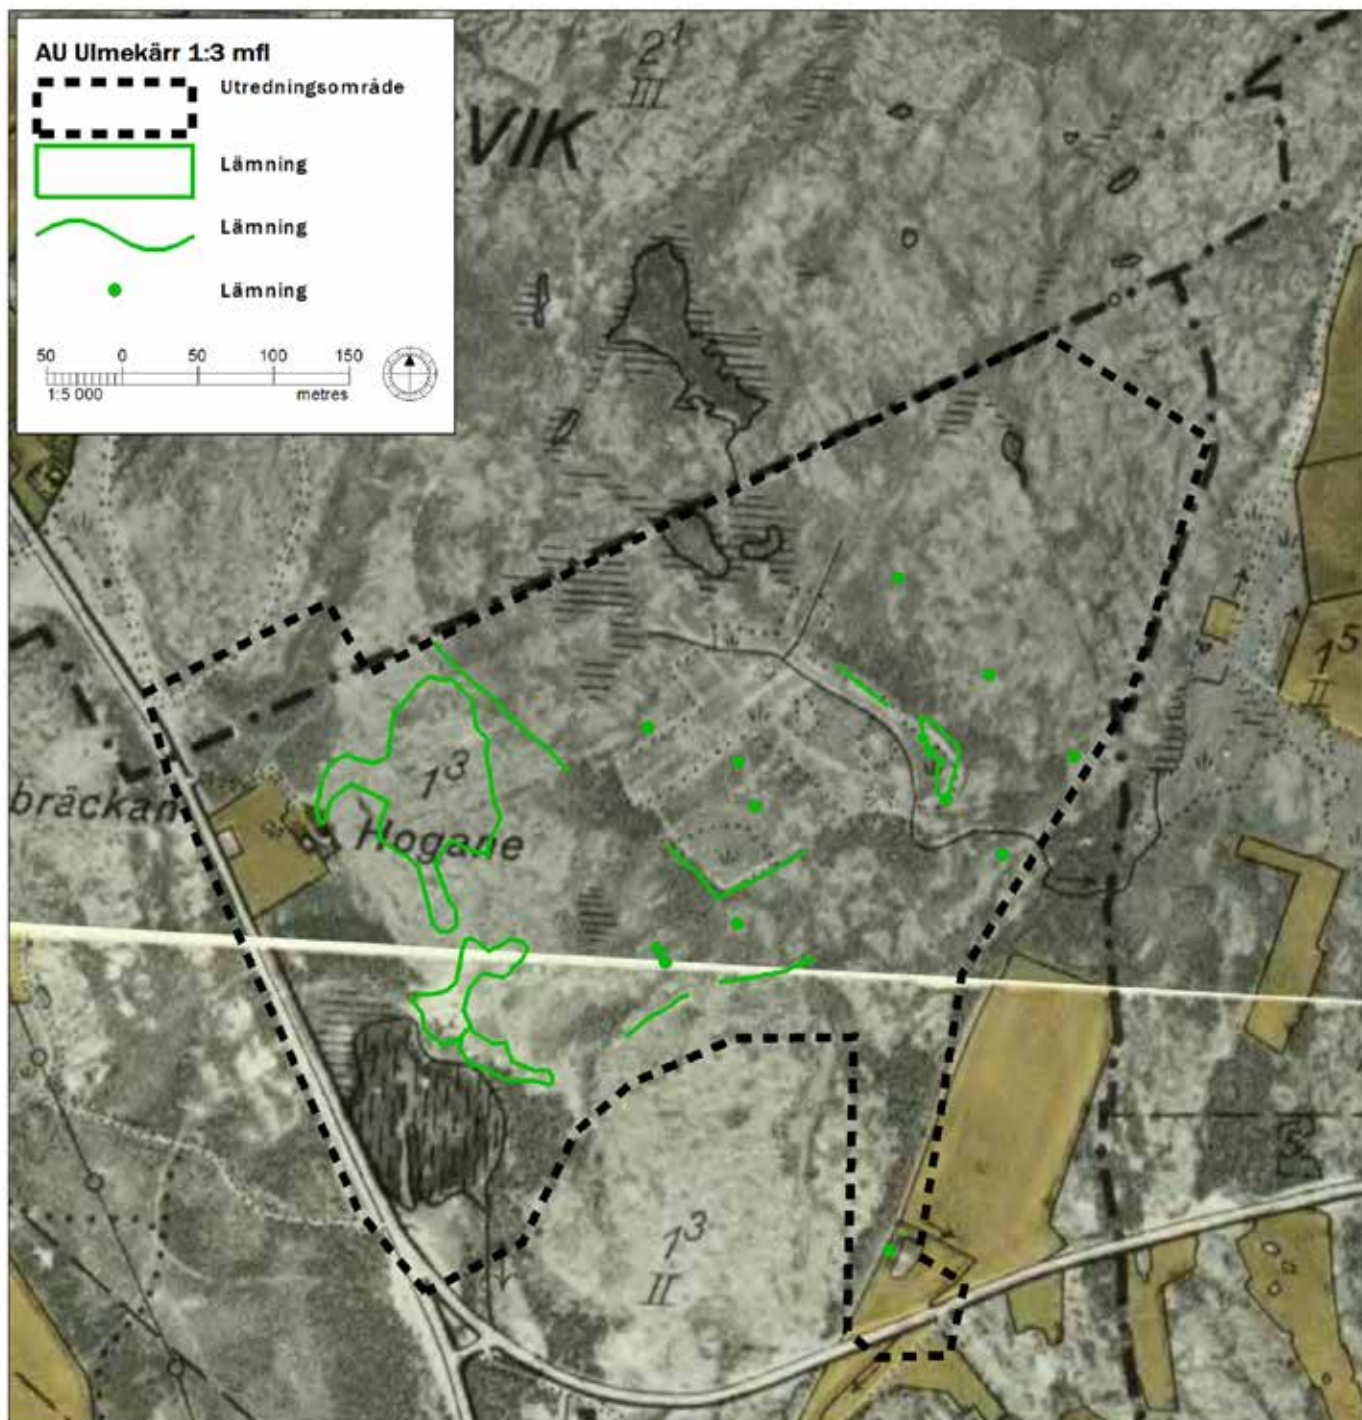 AU Ulmekärr 1:3 mfl
Utredningsområde
Lämning
Lämning
Lämning
50 0 50 100 150
1:5 000 metres
2¹
III
VIK
1⁵
II
1³
bräckan
Hogane
1³
II